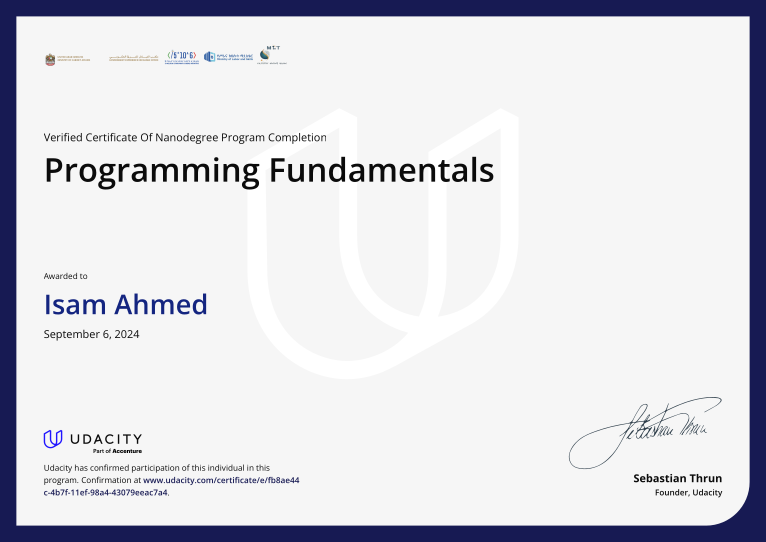 MɛT
Verified Certificate Of Nanodegree Program Completion
Programming Fundamentals
Awarded to
Isam Ahmed
September 6, 2024
UDACITY
Part of Accenture
Udacity has confirmed participation of this individual in this
program. Confirmation at www.udacity.com/certificate/e/fb8ae44
c-4b7f-11ef-98a4-43079eeac7a4.
Sebastian Thrun
Founder, Udacity